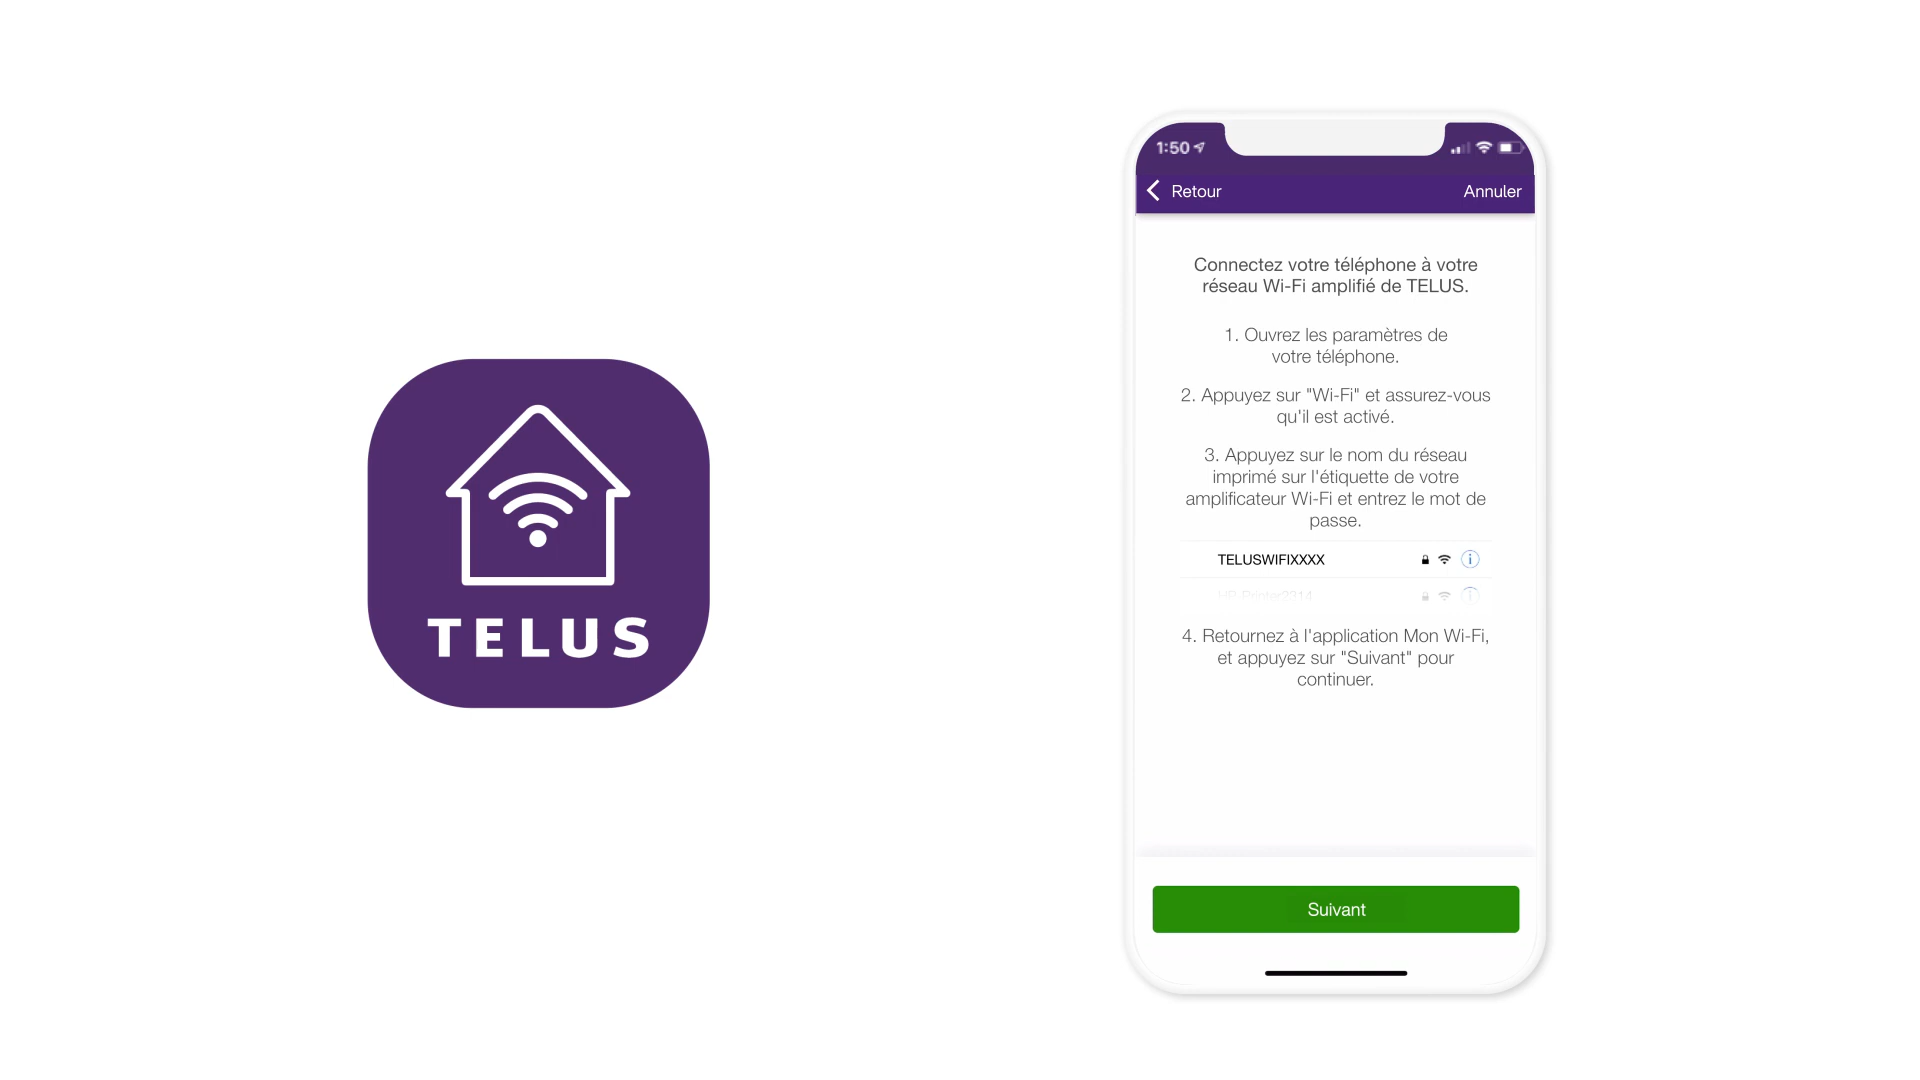 TELUS
1:50
Retour
Annuler
Connectez votre téléphone à votre
réseau Wi-Fi amplifié de TELUS.
1. Ouvrez les paramètres de
votre téléphone.
2. Appuyez sur "Wi-Fi" et assurez-vous
qu'il est activé.
3. Appuyez sur le nom du réseau
imprimé sur l'étiquette de votre
amplificateur Wi-Fi et entrez le mot de
passe.
TELUSWIFIXXXX
4. Retournez à l'application Mon Wi-Fi,
et appuyez sur "Suivant" pour
continuer.
Suivant